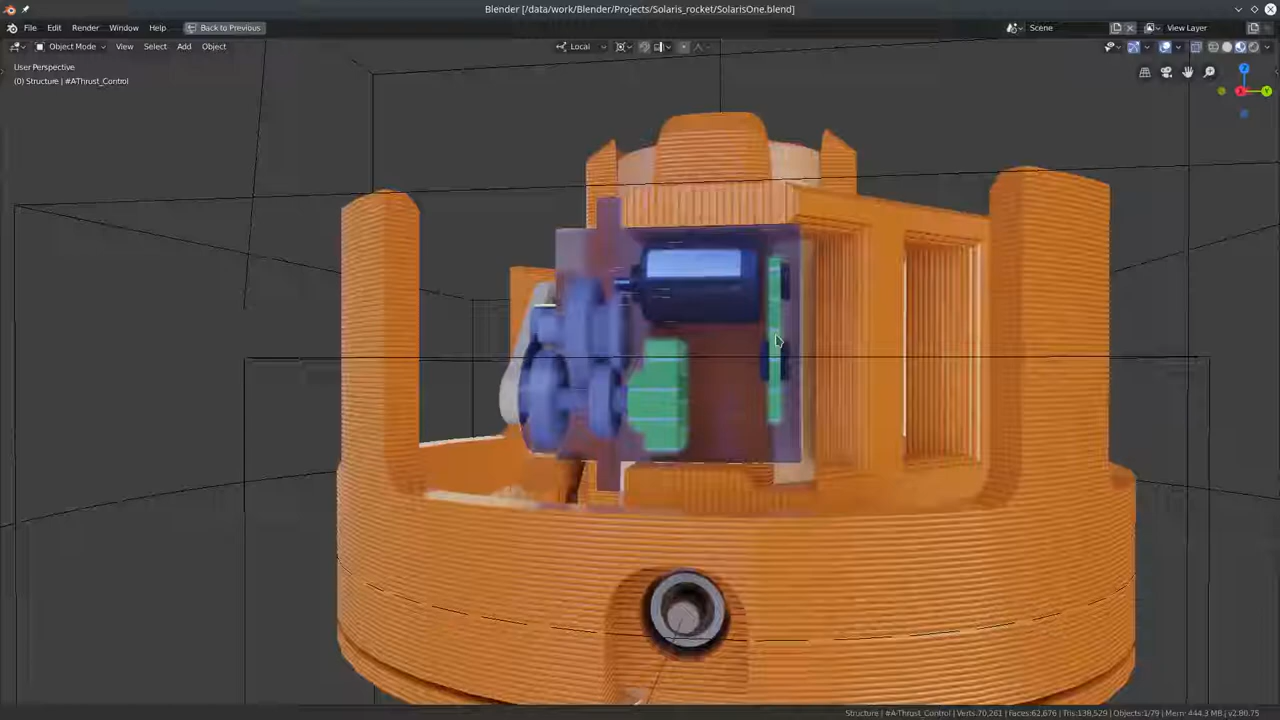 Blender [/data/work/Blender/Projects/Solaris_rocket/SolarisOne.blend]
File Edit Render Window Help Back to Previous Scene View Layer
Object Mode View Select Add Object Local
User Perspective
(0) Structure | #AThrust_Control
Z
X
Y
Structure | #A-Thrust_Control | Verts:70,261 | Faces:62,676 | Tris:138,529 | Objects:1/79 | Mem: 444.3 MB | v2.80.75